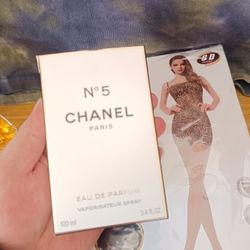 N°5
CHANEL
PARIS
EAU DE PARFUM
VAPORISATEUR SPRAY
100 ml 3.4 FL.OZ.